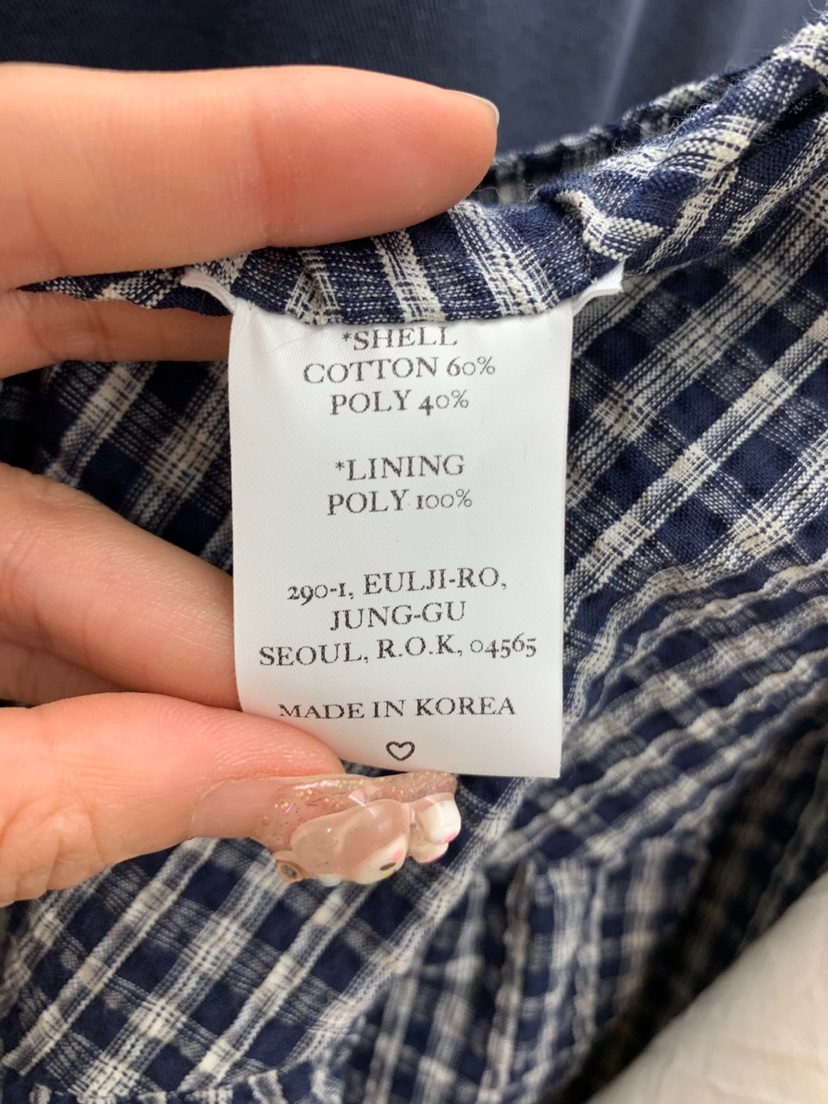 *SHELL
COTTON 60%
POLY 40%
*LINING
POLY 100%
290-1, EULJI-RO,
JUNG-GU
SEOUL, R.O.K, 04565
MADE IN KOREA